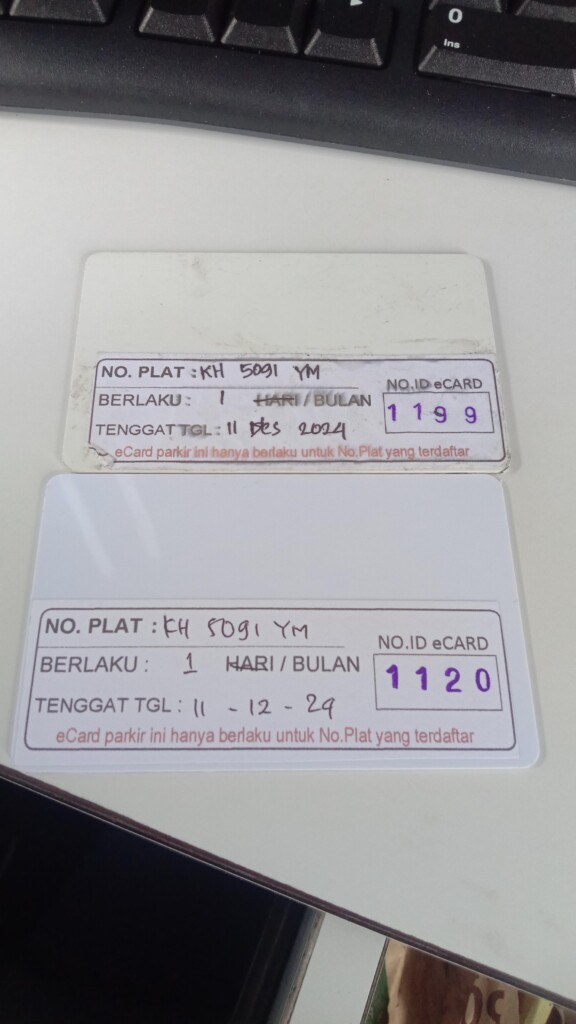 0
Ins
NO. PLAT : KH 5091 YM
BERLAKU : 1 HARI / BULAN
NO.ID eCARD
1199
TENGGAT TGL : 11 Des 2024
eCard parkir ini hanya berlaku untuk No.Plat yang terdaftar
NO. PLAT : KH 5091 YM
BERLAKU : 1 HARI / BULAN
NO.ID eCARD
1120
TENGGAT TGL : 11 - 12 - 24
eCard parkir ini hanya berlaku untuk No.Plat yang terdaftar